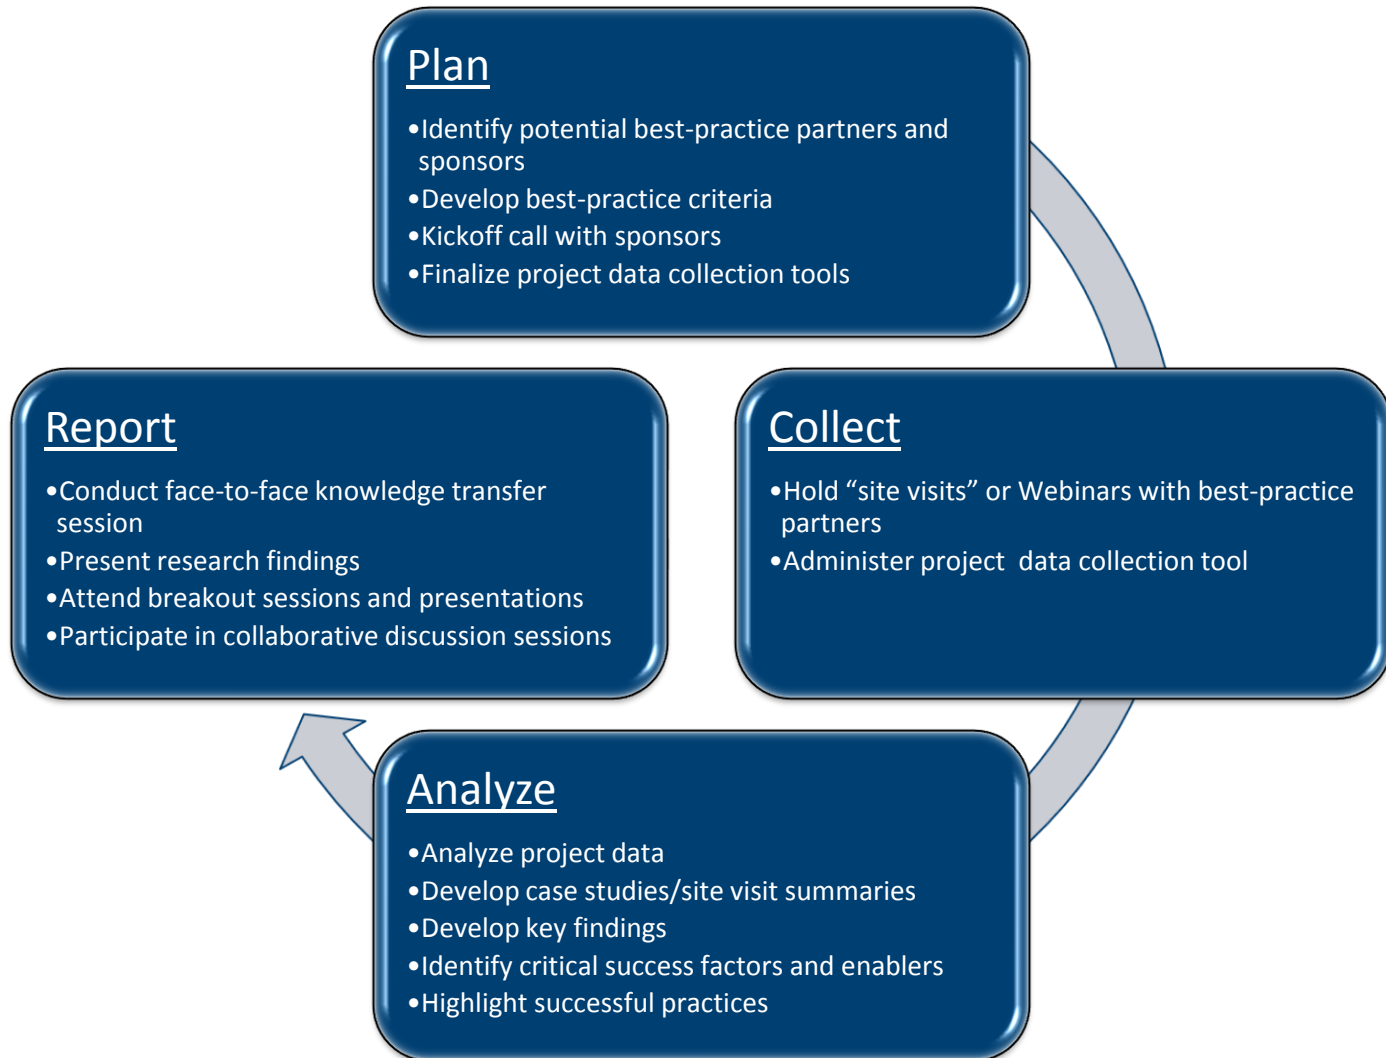 Plan
•Identify potential best-practice partners and
sponsors
•Develop best-practice criteria
•Kickoff call with sponsors
•Finalize project data collection tools
Report
•Conduct face-to-face knowledge transfer
session
•Present research findings
•Attend breakout sessions and presentations
•Participate in collaborative discussion sessions
Collect
•Hold “site visits” or Webinars with best-practice
partners
•Administer project  data collection tool
Analyze
•Analyze project data
•Develop case studies/site visit summaries
•Develop key findings
•Identify critical success factors and enablers
•Highlight successful practices